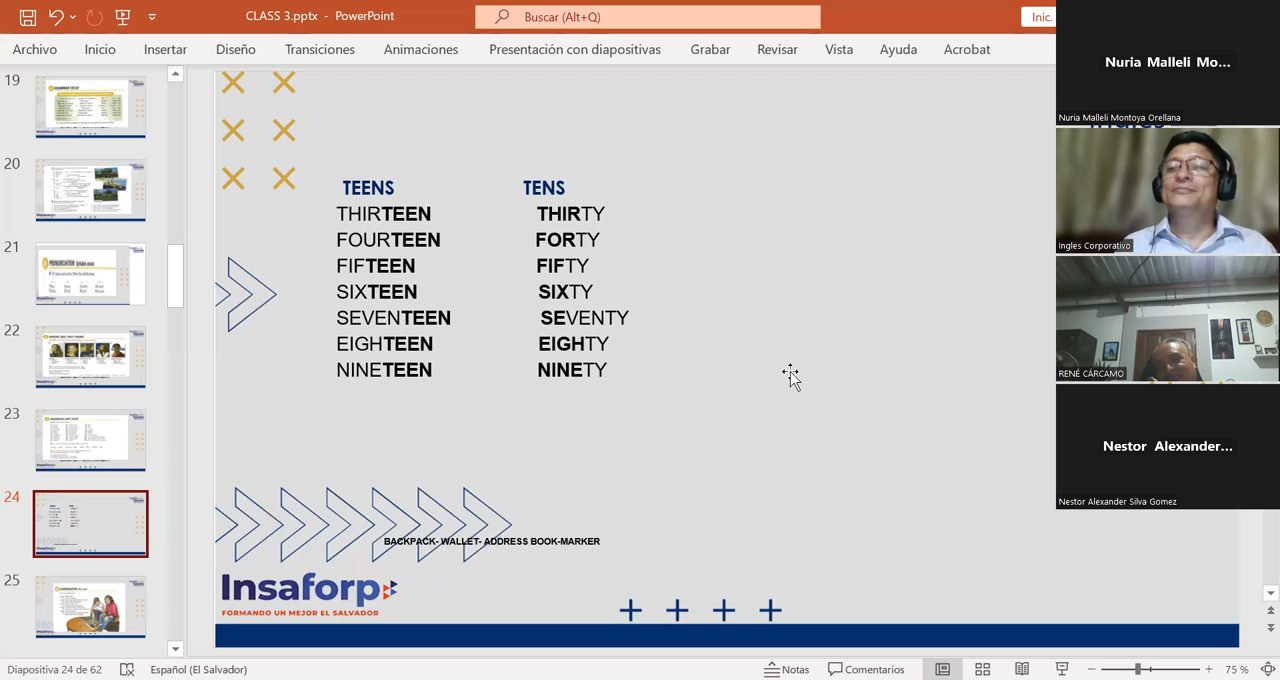 CLASS 3.pptx - PowerPoint
Buscar (Alt+Q)
Inic.
Archivo Inicio Insertar Diseño Transiciones Animaciones Presentación con diapositivas Grabar Revisar Vista Ayuda Acrobat
19
20
21
22
23
24
25
TEENS TENS
THIRTEEN THIRTY
FOURTEEN FORTY
FIFTEEN FIFTY
SIXTEEN SIXTY
SEVENTEEN SEVENTY
EIGHTEEN EIGHTY
NINETEEN NINETY
BACKPACK- WALLET- ADDRESS BOOK-MARKER
Insaforp
FORMANDO UN MEJOR EL SALVADOR
Nuria Malleli Mo...
Nuria Malleli Montoya Orellana
Ingles Corporativo
RENÉ CÁRCAMO
Nestor Alexander...
Nestor Alexander Silva Gomez
Diapositiva 24 de 62 Español (El Salvador) Notas Comentarios 75 %